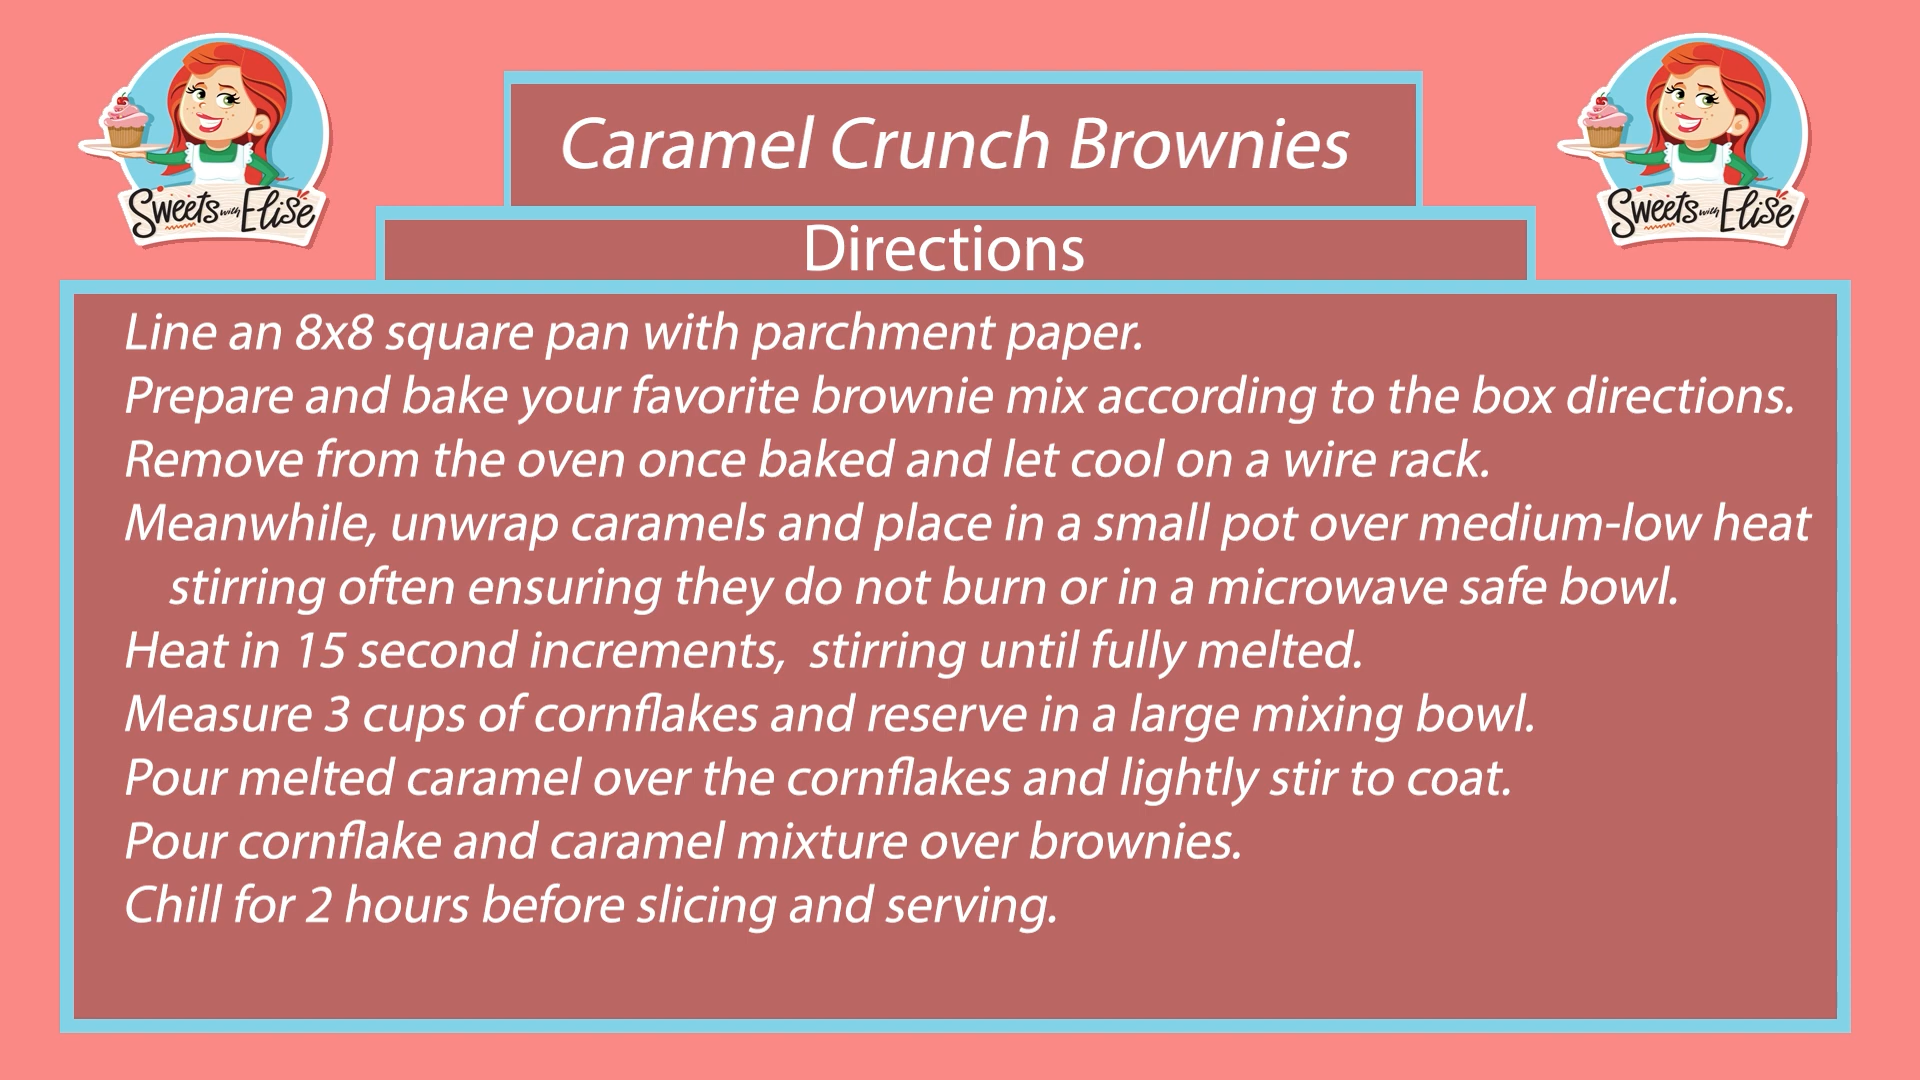 Sweets with Elise
Sweets with Elise
Caramel Crunch Brownies
Directions
Line an 8x8 square pan with parchment paper.
Prepare and bake your favorite brownie mix according to the box directions.
Remove from the oven once baked and let cool on a wire rack.
Meanwhile, unwrap caramels and place in a small pot over medium-low heat
stirring often ensuring they do not burn or in a microwave safe bowl.
Heat in 15 second increments,  stirring until fully melted.
Measure 3 cups of cornflakes and reserve in a large mixing bowl.
Pour melted caramel over the cornflakes and lightly stir to coat.
Pour cornflake and caramel mixture over brownies.
Chill for 2 hours before slicing and serving.